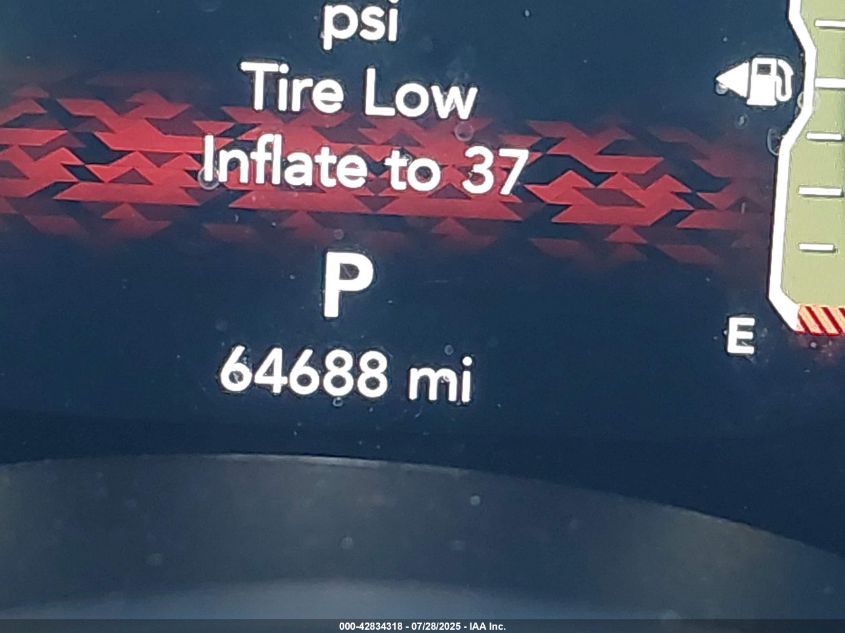 psi
Tire Low
Inflate to 37
P
E
64688 mi
000-42834318 - 07/28/2025 - IAA Inc.